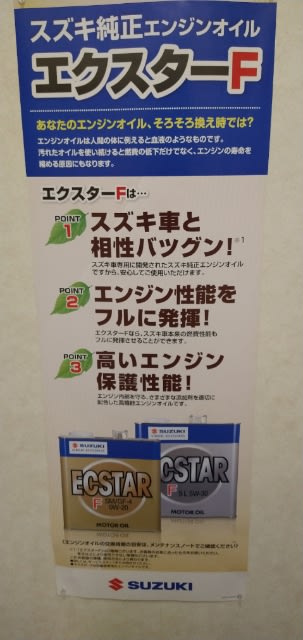 スズキ純正エンジンオイル
エクスターF
あなたのエンジンオイル、そろそろ換え時では?
エンジンオイルは人間の体に例えると血液のようなものです。
汚れたオイルを使い続けると燃費の低下だけでなく、エンジンの寿命を
縮める原因にもなります。
エクスターFは…
POINT
1
スズキ車と
相性バツグン!※1
スズキ車専用に開発されたスズキ純正エンジンオイル
ですから、安心してご使用いただけます。
POINT
2
エンジン性能を
フルに発揮!
エクスターFなら、スズキ車本来の燃費性能も
フルに発揮させることができます。
POINT
3
高いエンジン
保護性能!
エンジン内部を守る、さまざまな添加剤を適切に
配合した高機能エンジンオイルです。
SUZUKI
ECSTAR
F
0W-20
MOTOR OIL
SUZUKI
CSTAR
F
5W-30
MOTOR OIL
SUZUKI